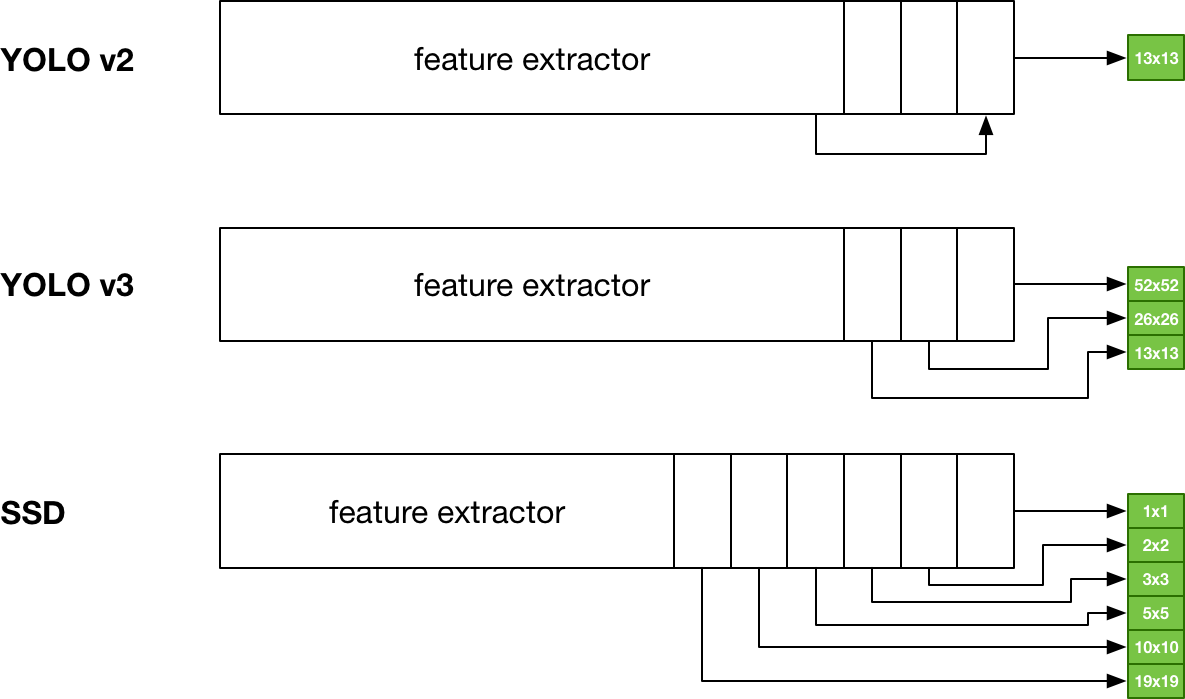 YOLO v2
feature extractor
13x13
YOLO v3
feature extractor
52x52
26x26
13x13
SSD
feature extractor
1x1
2x2
3x3
5x5
10x10
19x19